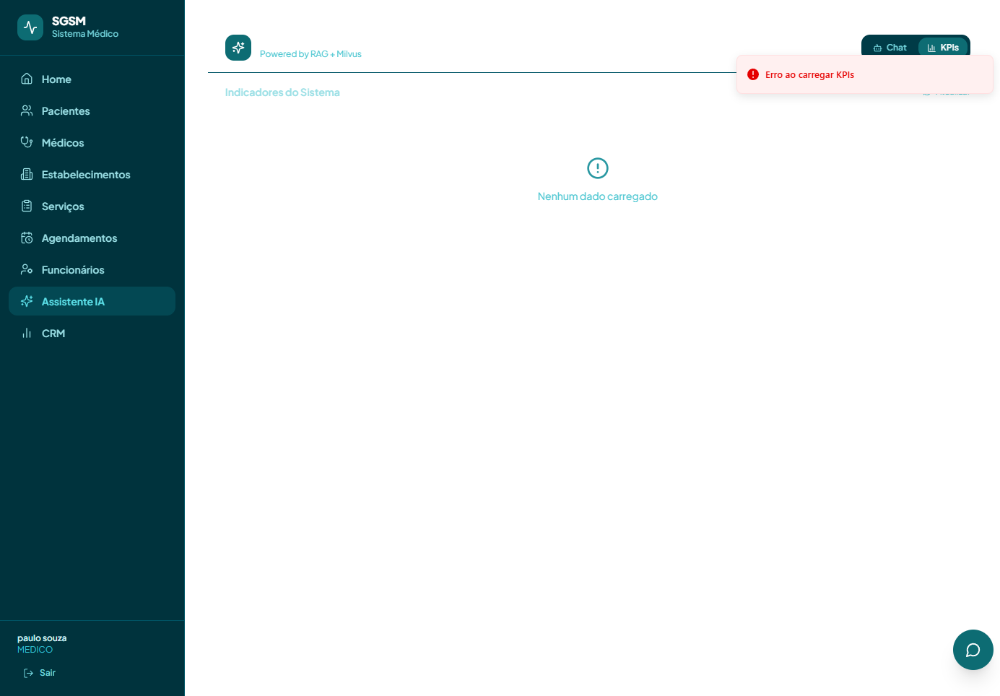 SGSM
Sistema Médico
Home
Pacientes
Médicos
Estabelecimentos
Serviços
Agendamentos
Funcionários
Assistente IA
CRM
paulo souza
MEDICO
Sair
Powered by RAG + Milvus
Chat
KPIs
Erro ao carregar KPIs
Indicadores do Sistema
Nenhum dado carregado